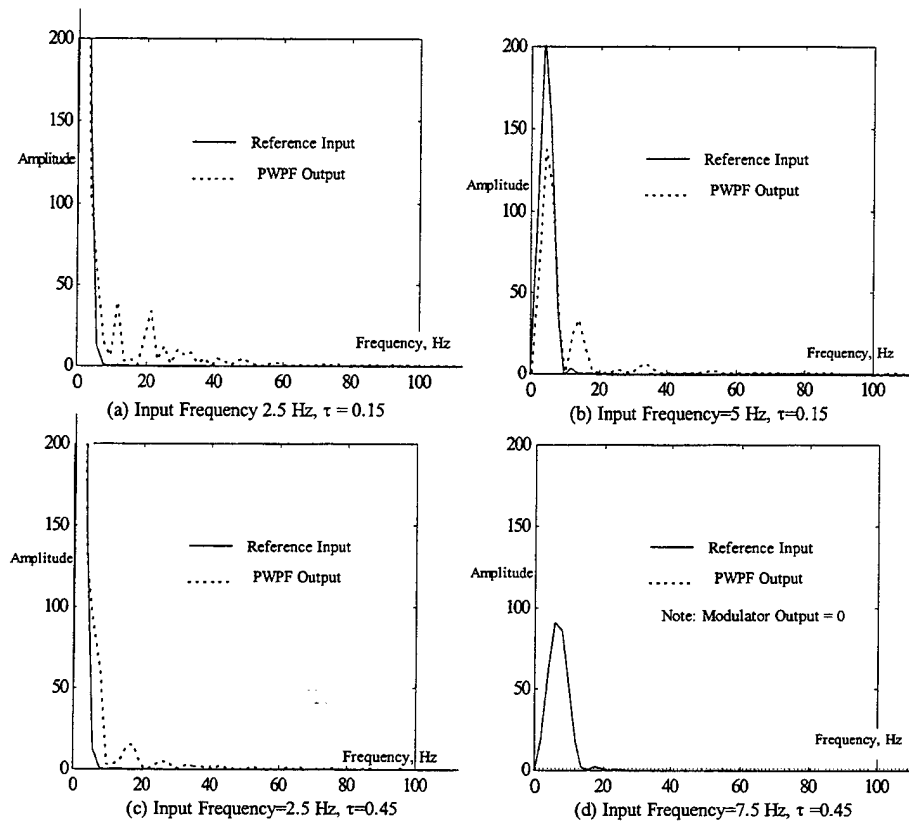 200
150
Amplitude
100
50
0
Reference Input
PWPF Output
Frequency, Hz
0 20 40 60 80 100
(a) Input Frequency 2.5 Hz, τ = 0.15
200
150
Amplitude
100
50
0
Reference Input
PWPF Output
Frequency, Hz
0 20 40 60 80 100
(b) Input Frequency=5 Hz, τ=0.15
200
150
Amplitude
100
50
0
Reference Input
PWPF Output
Frequency, Hz
0 20 40 60 80 100
(c) Input Frequency=2.5 Hz, τ=0.45
200
150
Amplitude
100
50
0
Reference Input
PWPF Output
Note: Modulator Output = 0
Frequency, Hz
0 20 40 60 80 100
(d) Input Frequency=7.5 Hz, τ=0.45